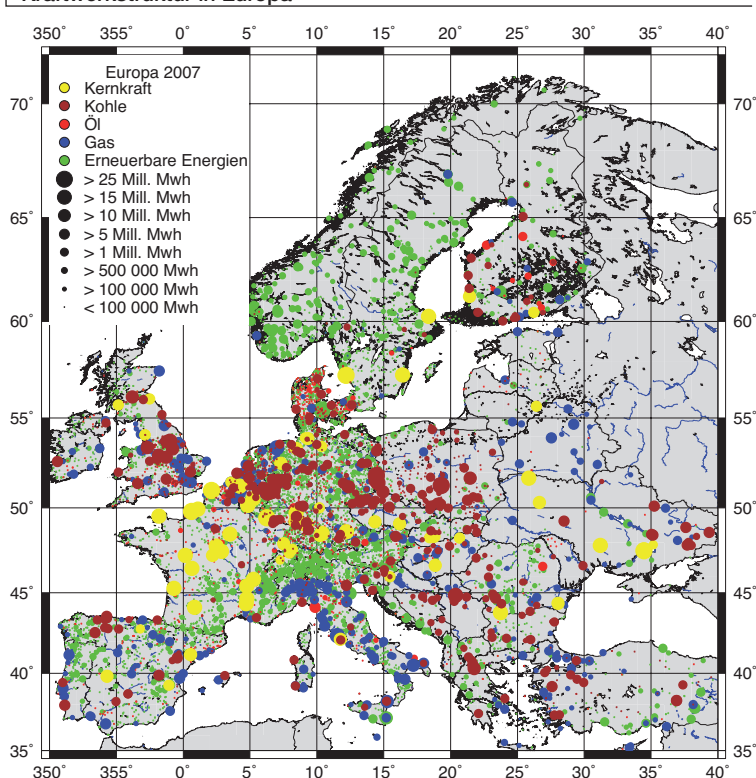 Kraftwerkstruktur in Europa
350 355 0° 5° 10° 15° 20° 25° 30° 35° 40°
Europa 2007
Kernkraft
Kohle
Öl
Gas
Erneuerbare Energien
> 25 Mill. Mwh
> 15 Mill. Mwh
> 10 Mill. Mwh
> 5 Mill. Mwh
> 1 Mill. Mwh
> 500 000 Mwh
> 100 000 Mwh
< 100 000 Mwh
70° 70°
65° 65°
60° 60°
55° 55°
50° 50°
45° 45°
40° 40°
35° 35°
350 355° 0° 5° 10° 15° 20° 25° 30° 35° 40°